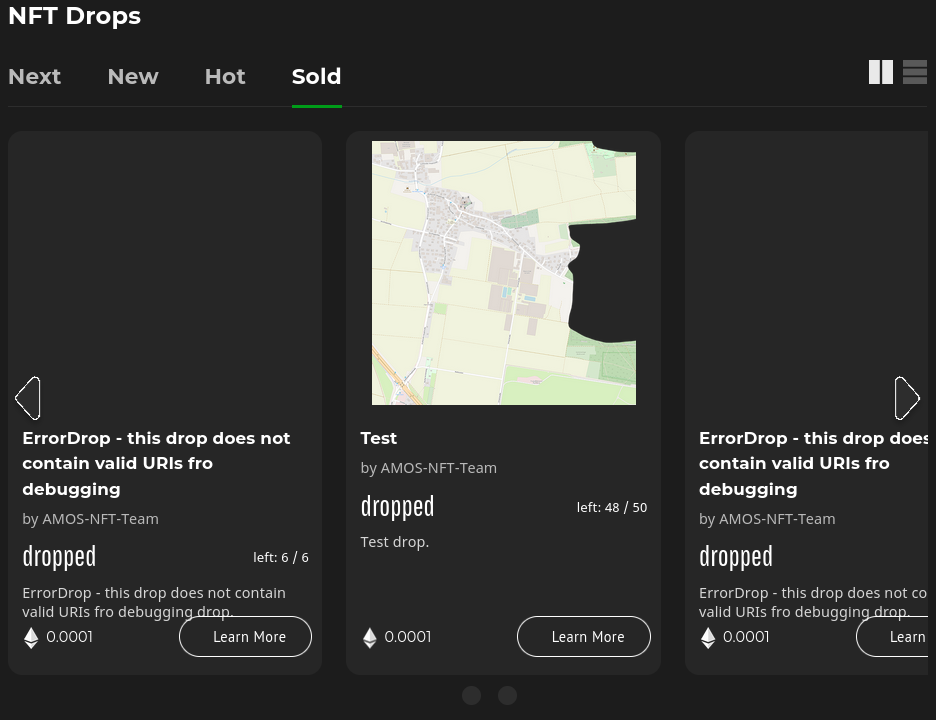 NFT Drops
Next New Hot Sold
ErrorDrop - this drop does not
contain valid URIs fro
debugging
by AMOS-NFT-Team
dropped
left: 6 / 6
ErrorDrop - this drop does not contain
valid URIs fro debugging drop.
0.0001
Learn More
Test
by AMOS-NFT-Team
dropped
left: 48 / 50
Test drop.
0.0001
Learn More
ErrorDrop - this drop does
contain valid URIs fro
debugging
by AMOS-NFT-Team
dropped
ErrorDrop - this drop does not co
valid URIs fro debugging drop.
0.0001
Learn